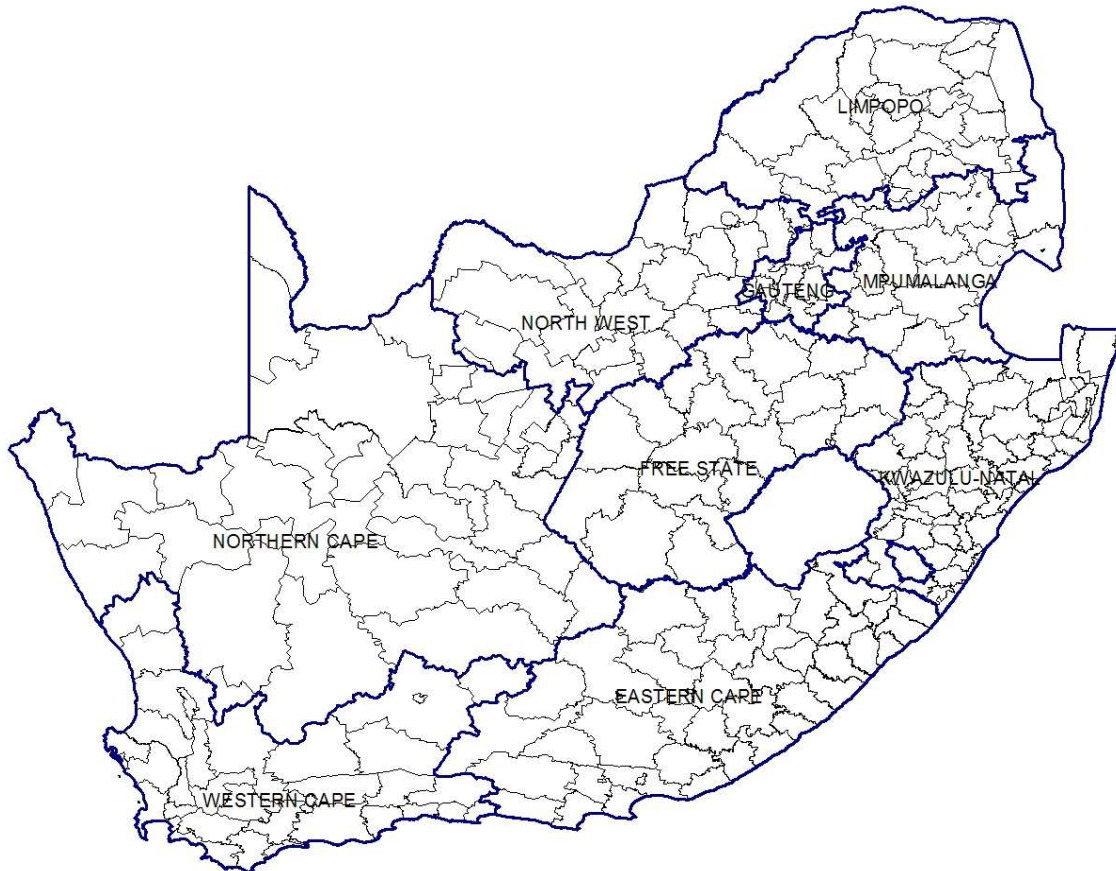 LIMPOPO
GAUTENG
MPUMALANGA
NORTH WEST
FREE STATE
KWAZULU-NATAL
NORTHERN CAPE
EASTERN CAPE
WESTERN CAPE